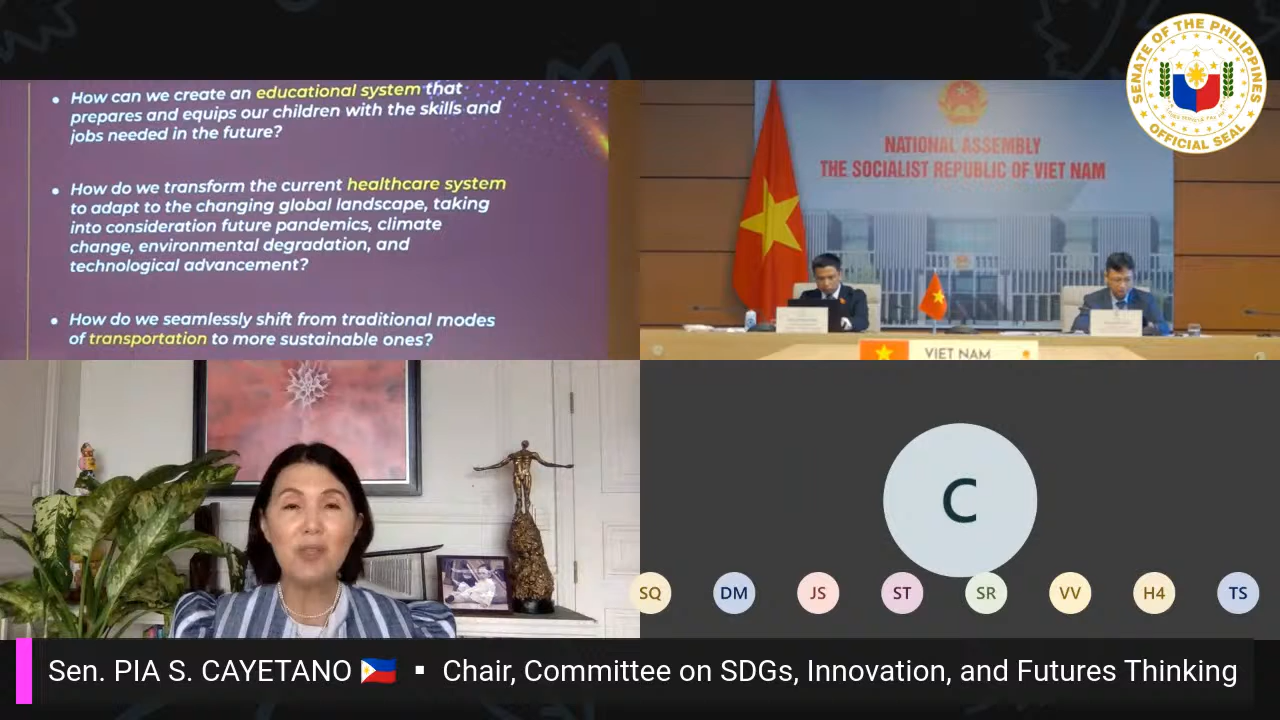 • How can we create an educational system that
prepares and equips our children with the skills and
jobs needed in the future?
• How do we transform the current healthcare system
to adapt to the changing global landscape, taking
into consideration future pandemics, climate
change, environmental degradation, and
technological advancement?
• How do we seamlessly shift from traditional modes
of transportation to more sustainable ones?
NATIONAL ASSEMBLY
THE SOCIALIST REPUBLIC OF VIET NAM
VIET NAM
SENATE OF THE PHILIPPINES
OFFICIAL SEAL
C
SQ DM JS ST SR VV H4 TS
Sen. PIA S. CAYETANO 🇵🇭 ▪ Chair, Committee on SDGs, Innovation, and Futures Thinking